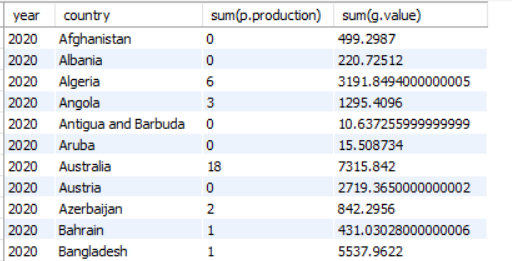 year country sum(p.production) sum(g.value)
2020 Afghanistan 0 499.2987
2020 Albania 0 220.72512
2020 Algeria 6 3191.8494000000005
2020 Angola 3 1295.4096
2020 Antigua and Barbuda 0 10.637255999999999
2020 Aruba 0 15.508734
2020 Australia 18 7315.842
2020 Austria 0 2719.3650000000002
2020 Azerbaijan 2 842.2956
2020 Bahrain 1 431.03028000000006
2020 Bangladesh 1 5537.9622